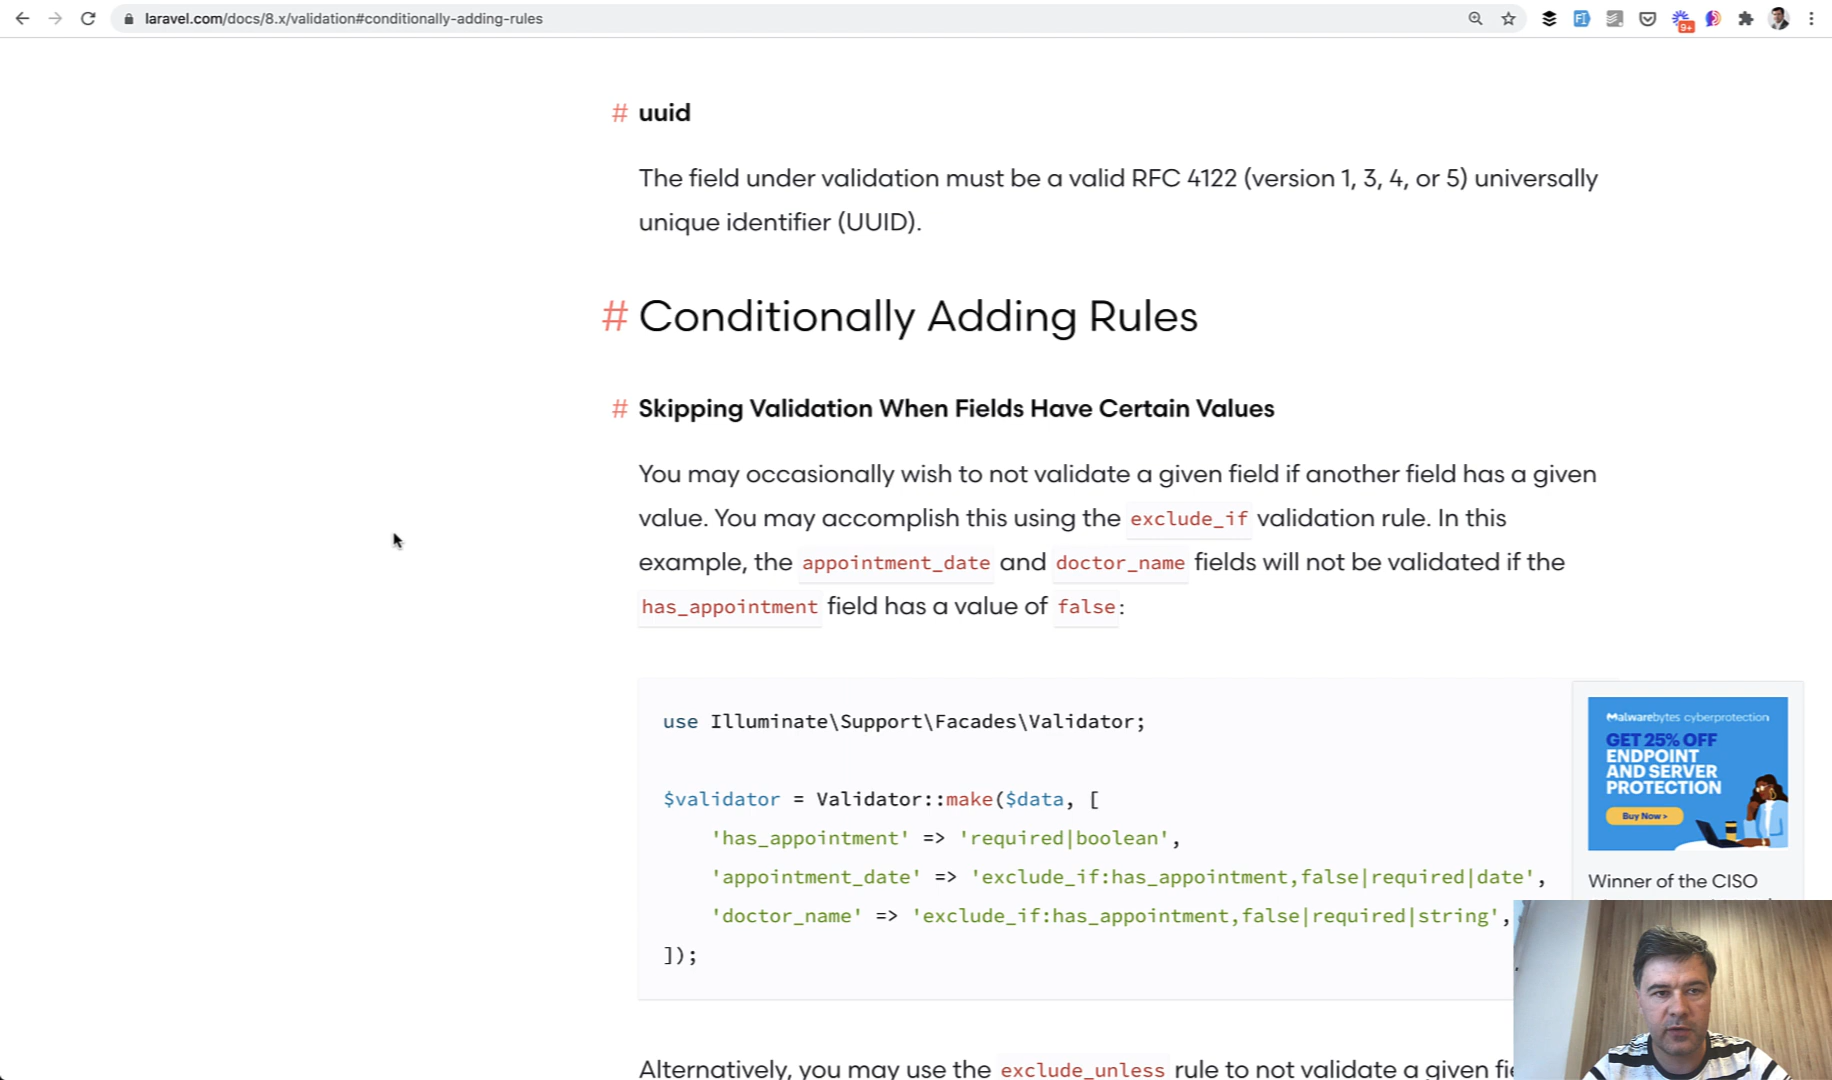 laravel.com/docs/8.x/validation#conditionally-adding-rules
9+
# uuid
The field under validation must be a valid RFC 4122 (version 1, 3, 4, or 5) universally
unique identifier (UUID).
# Conditionally Adding Rules
# Skipping Validation When Fields Have Certain Values
You may occasionally wish to not validate a given field if another field has a given
value. You may accomplish this using the exclude_if validation rule. In this
example, the appointment_date and doctor_name fields will not be validated if the
has_appointment field has a value of false:
use Illuminate\Support\Facades\Validator;
$validator = Validator::make($data, [
'has_appointment' => 'required|boolean',
'appointment_date' => 'exclude_if:has_appointment,false|required|date',
'doctor_name' => 'exclude_if:has_appointment,false|required|string',
]);
Malwarebytes cyberprotection
GET 25% OFF
ENDPOINT
AND SERVER
PROTECTION
Buy Now >
Winner of the CISO
Alternatively, you may use the exclude_unless rule to not validate a given